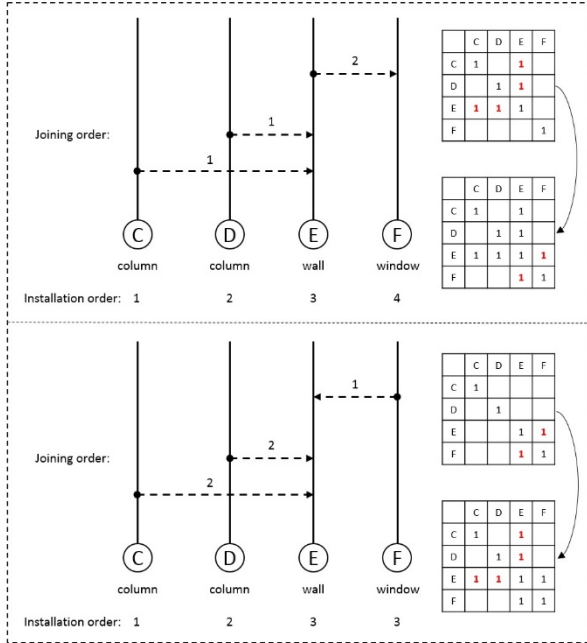 2
1
Joining order:
1
C D E F
column column wall window
Installation order: 1 2 3 4
C D E F
C 1 1
D 1 1
E 1 1 1
F 1
C D E F
C 1 1
D 1 1
E 1 1 1 1
F 1 1
1
Joining order:
2
2
C D E F
column column wall window
Installation order: 1 2 3 3
C D E F
C 1
D 1
E 1 1
F 1 1
C D E F
C 1 1
D 1 1
E 1 1 1 1
F 1 1